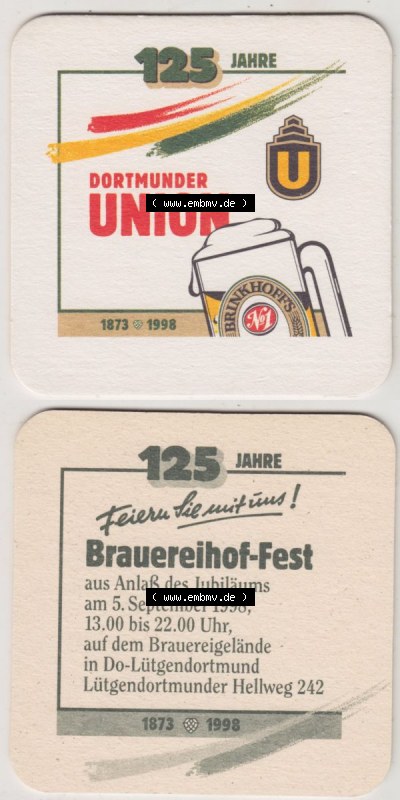 125 JAHRE
U
DORTMUNDER
UNION
( www.embmv.de )
BRINKHOFF'S
No1
1873 1998
125 JAHRE
Feiern Sie mit uns!
Brauereihof-Fest
aus Anlaß des Jubiläums
am 5. September 1998,
( www.embmv.de )
13.00 bis 22.00 Uhr,
auf dem Brauereigelände
in Do-Lütgendortmund
Lütgendortmunder Hellweg 242
1873 1998